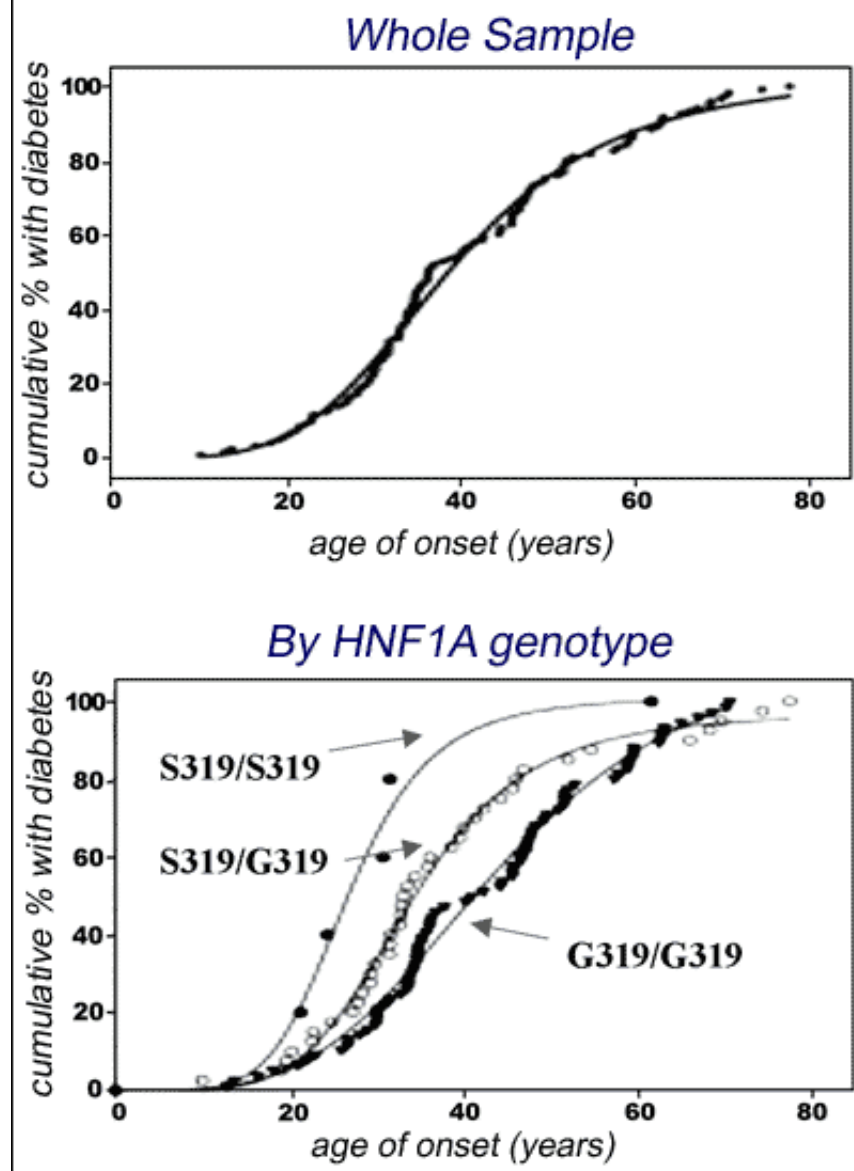 Whole Sample
cumulative % with diabetes
100
80
60
40
20
0
0 20 40 60 80
age of onset (years)
By HNF1A genotype
cumulative % with diabetes
100
80
60
40
20
0
S319/S319
S319/G319
G319/G319
0 20 40 60 80
age of onset (years)